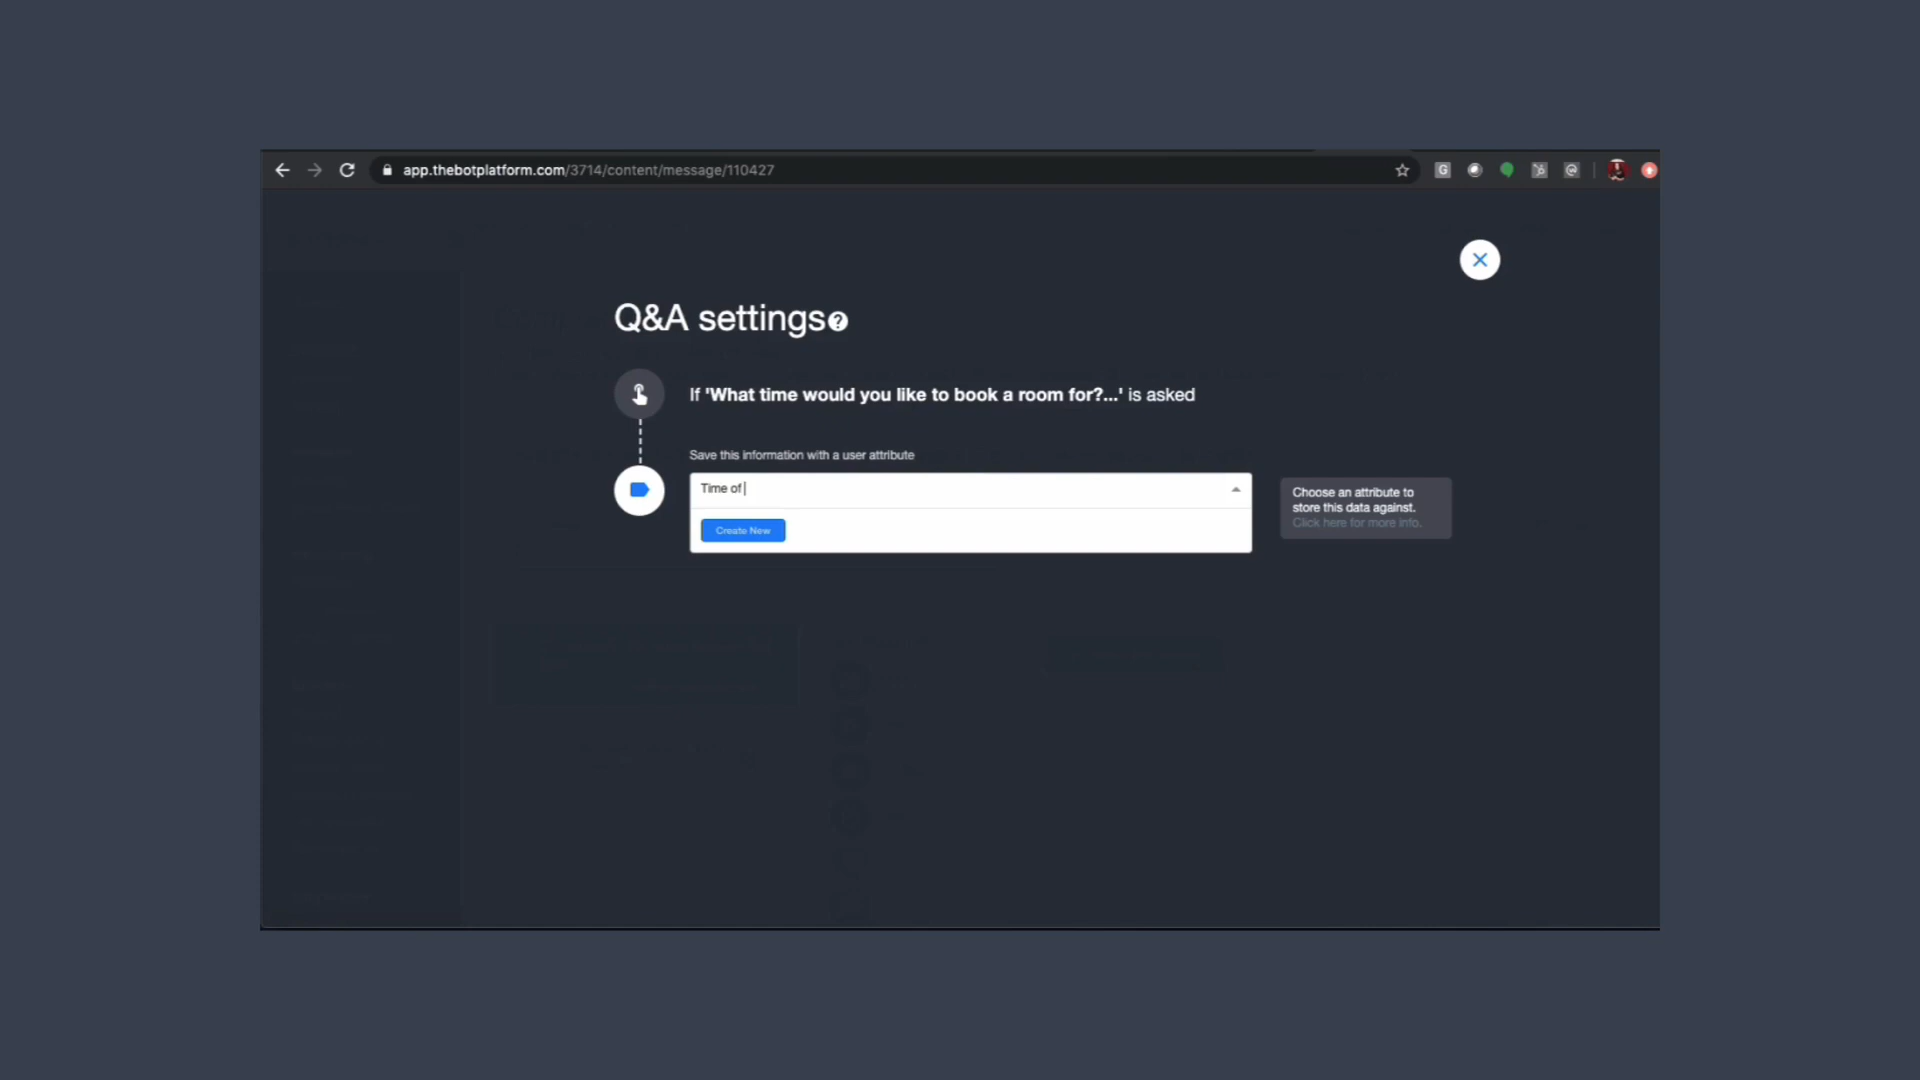 app.thebotplatform.com/3714/content/message/110427
G
Q&A settings?
If 'What time would you like to book a room for?...' is asked
Save this information with a user attribute
Time of
Create New
Choose an attribute to
store this data against.
Click here for more info.